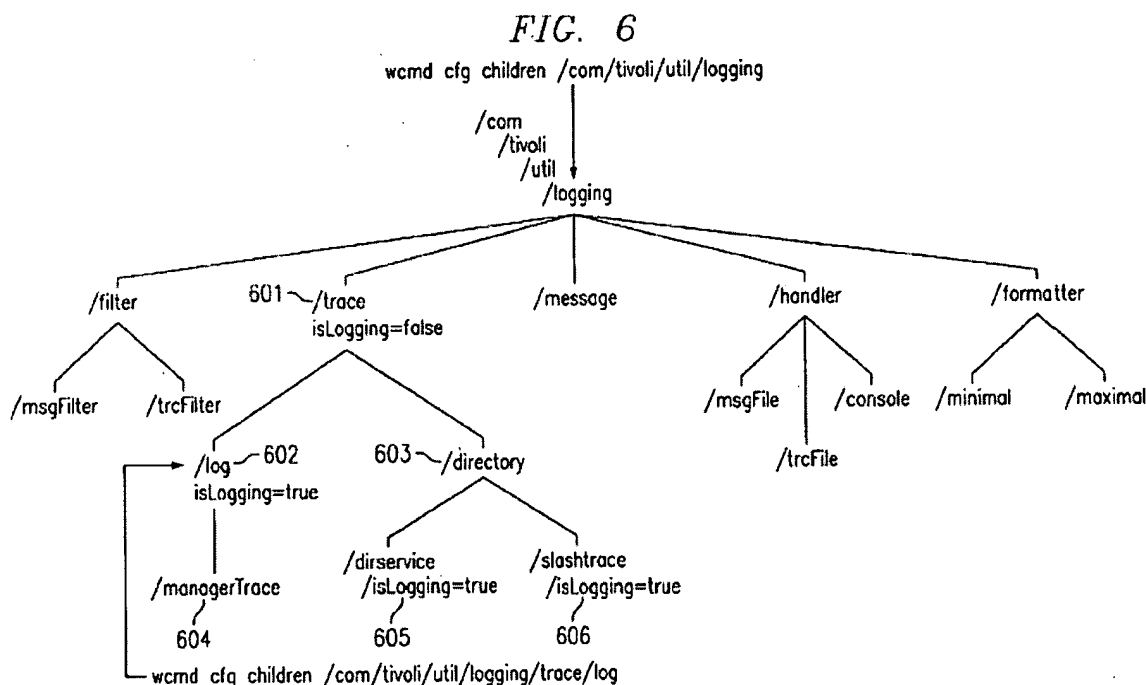 FIG. 6
wcmd cfg children /com/tivoli/util/logging
/com
/tivoli
/util
/logging
/filter
601
/trace
isLogging=false
/message
/handler
/formatter
/msgFilter
/trcFilter
/msgFile
/console
/minimal
/maximal
/trcFile
/log
602
isLogging=true
603
/directory
/managerTrace
604
/dirservice
/isLogging=true
605
/slashtrace
/isLogging=true
606
wcmd cfg children /com/tivoli/util/logging/trace/log